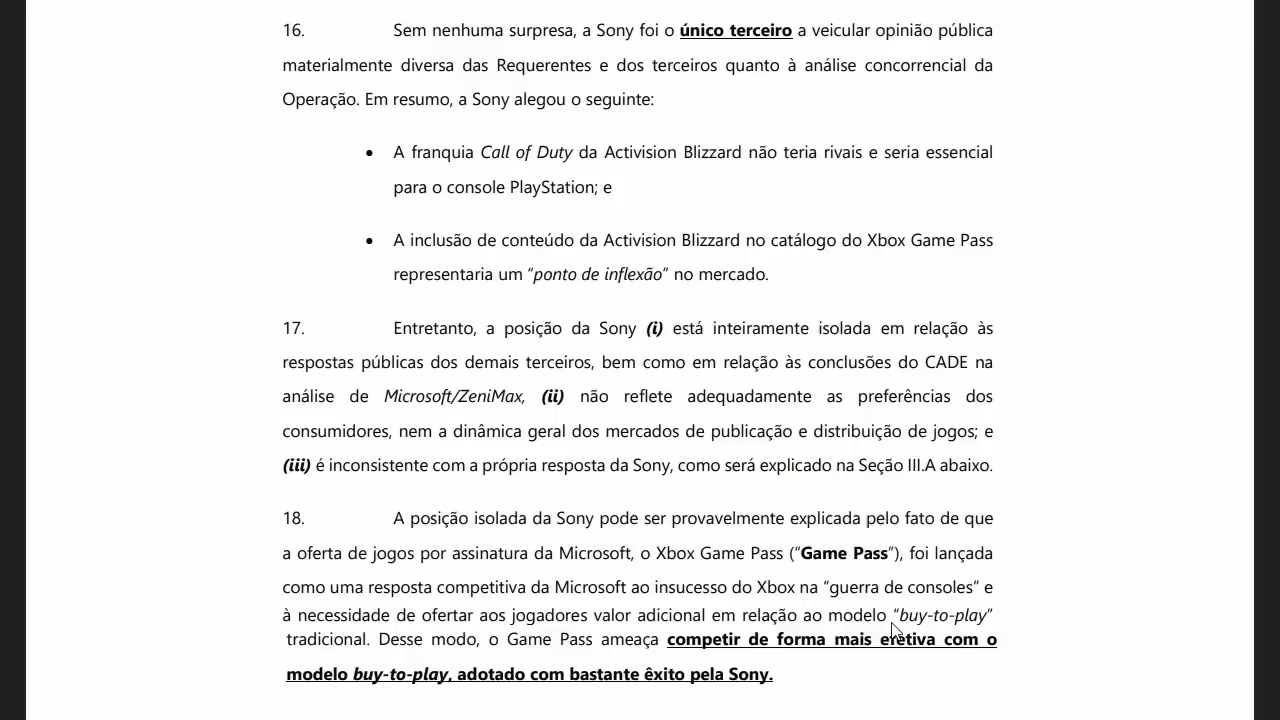 16. Sem nenhuma surpresa, a Sony foi o único terceiro a veicular opinião pública
materialmente diversa das Requerentes e dos terceiros quanto à análise concorrencial da
Operação. Em resumo, a Sony alegou o seguinte:
• A franquia Call of Duty da Activision Blizzard não teria rivais e seria essencial
para o console PlayStation; e
• A inclusão de conteúdo da Activision Blizzard no catálogo do Xbox Game Pass
representaria um “ponto de inflexão” no mercado.
17. Entretanto, a posição da Sony (i) está inteiramente isolada em relação às
respostas públicas dos demais terceiros, bem como em relação às conclusões do CADE na
análise de Microsoft/ZeniMax, (ii) não reflete adequadamente as preferências dos
consumidores, nem a dinâmica geral dos mercados de publicação e distribuição de jogos; e
(iii) é inconsistente com a própria resposta da Sony, como será explicado na Seção III.A abaixo.
18. A posição isolada da Sony pode ser provavelmente explicada pelo fato de que
a oferta de jogos por assinatura da Microsoft, o Xbox Game Pass (“Game Pass”), foi lançada
como uma resposta competitiva da Microsoft ao insucesso do Xbox na “guerra de consoles” e
à necessidade de ofertar aos jogadores valor adicional em relação ao modelo “buy-to-play”
tradicional. Desse modo, o Game Pass ameaça competir de forma mais efetiva com o
modelo buy-to-play, adotado com bastante êxito pela Sony.